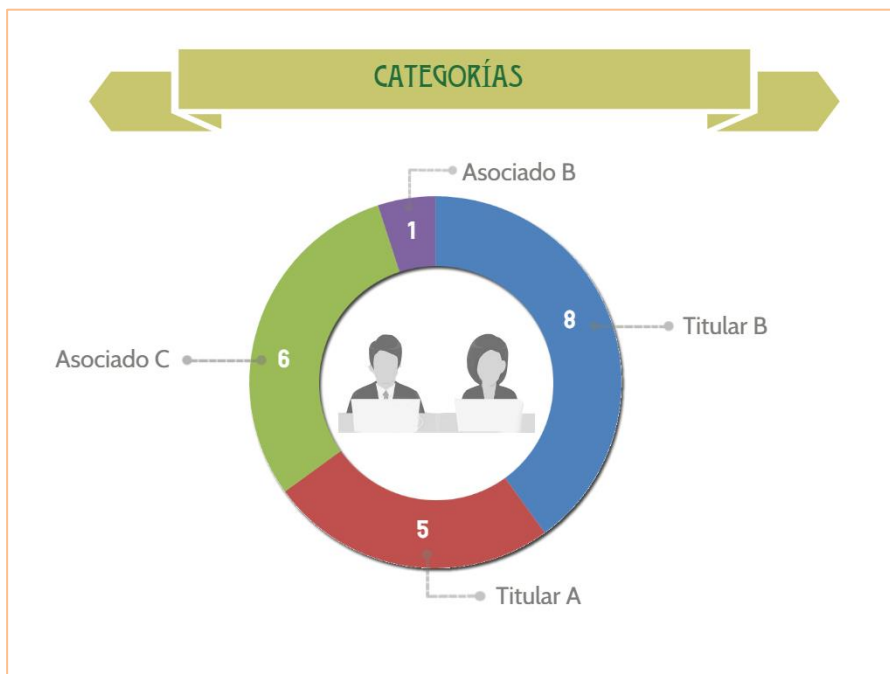 CATEGORÍAS
Asociado B
1
8
Titular B
Asociado C
6
5
Titular A